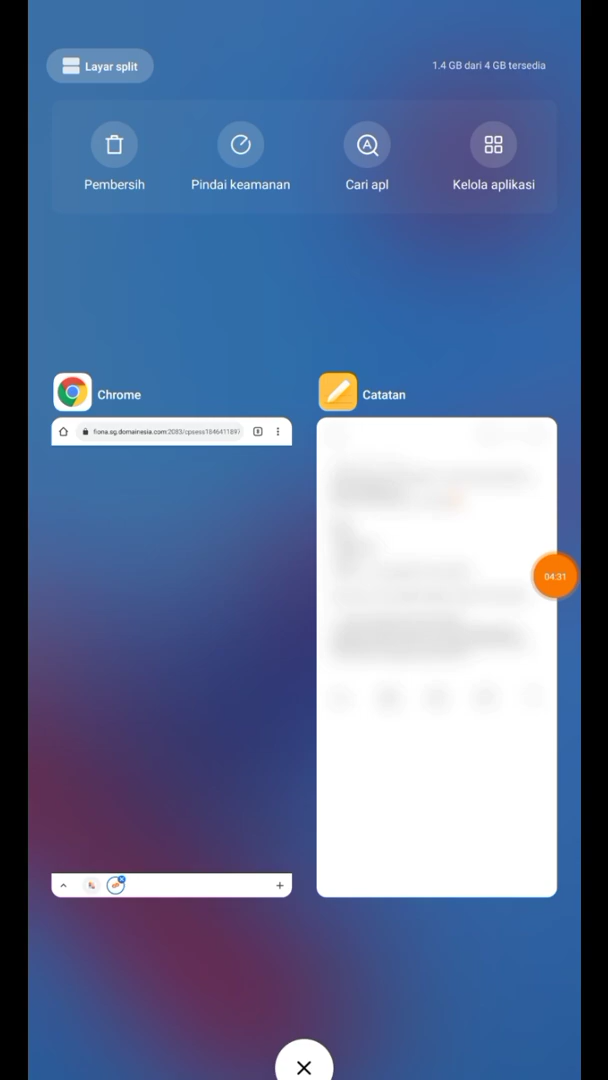 Layar split
1.4 GB dari 4 GB tersedia
Pembersih
Pindai keamanan
Cari apl
Kelola aplikasi
Chrome
Catatan
fiona.sg.domainesia.com:2083/cpsess1846411897
04:31